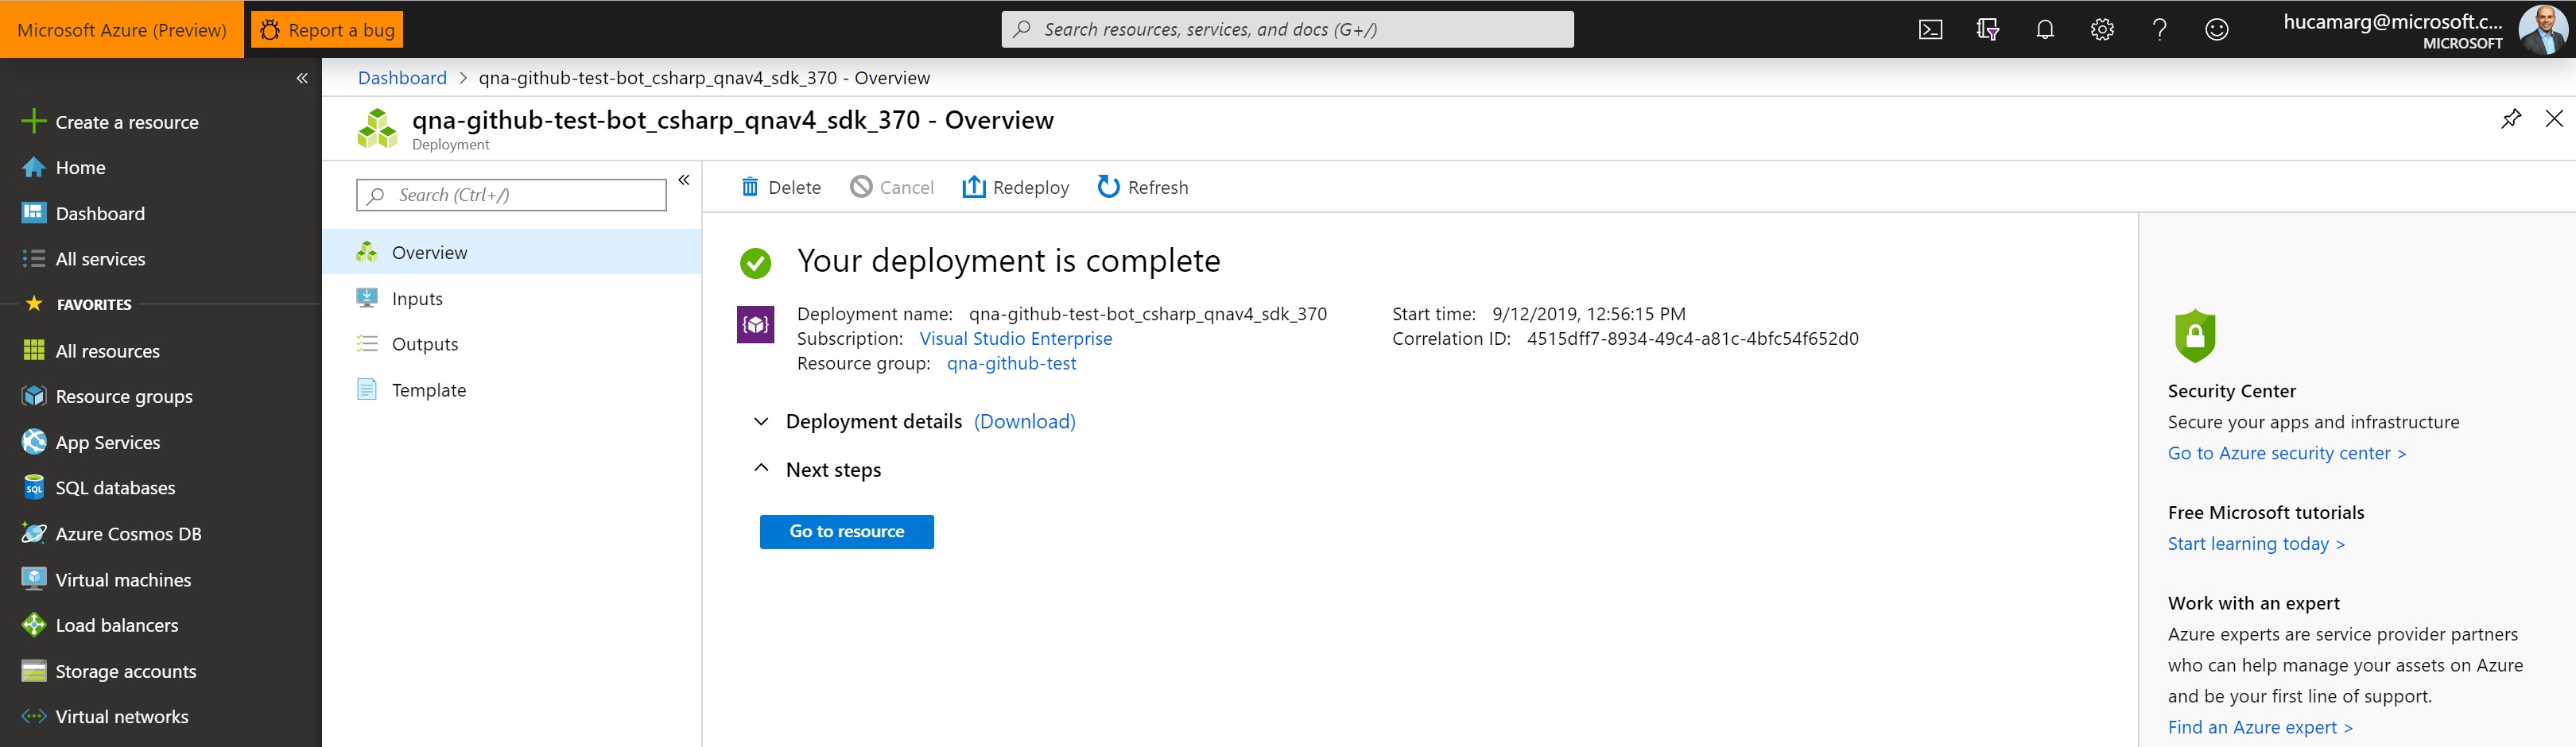 Microsoft Azure (Preview)
Report a bug
Search resources, services, and docs (G+/)
hucamarg@microsoft.c...
MICROSOFT
Create a resource
Home
Dashboard
All services
FAVORITES
All resources
Resource groups
App Services
SQL databases
Azure Cosmos DB
Virtual machines
Load balancers
Storage accounts
Virtual networks
Dashboard > qna-github-test-bot_csharp_qnav4_sdk_370 - Overview
qna-github-test-bot_csharp_qnav4_sdk_370 - Overview
Deployment
Search (Ctrl+/)
Overview
Inputs
Outputs
Template
Delete
Cancel
Redeploy
Refresh
Your deployment is complete
Deployment name: qna-github-test-bot_csharp_qnav4_sdk_370
Subscription: Visual Studio Enterprise
Resource group: qna-github-test
Start time: 9/12/2019, 12:56:15 PM
Correlation ID: 4515dff7-8934-49c4-a81c-4bfc54f652d0
Deployment details (Download)
Next steps
Go to resource
Security Center
Secure your apps and infrastructure
Go to Azure security center >
Free Microsoft tutorials
Start learning today >
Work with an expert
Azure experts are service provider partners
who can help manage your assets on Azure
and be your first line of support.
Find an Azure expert >